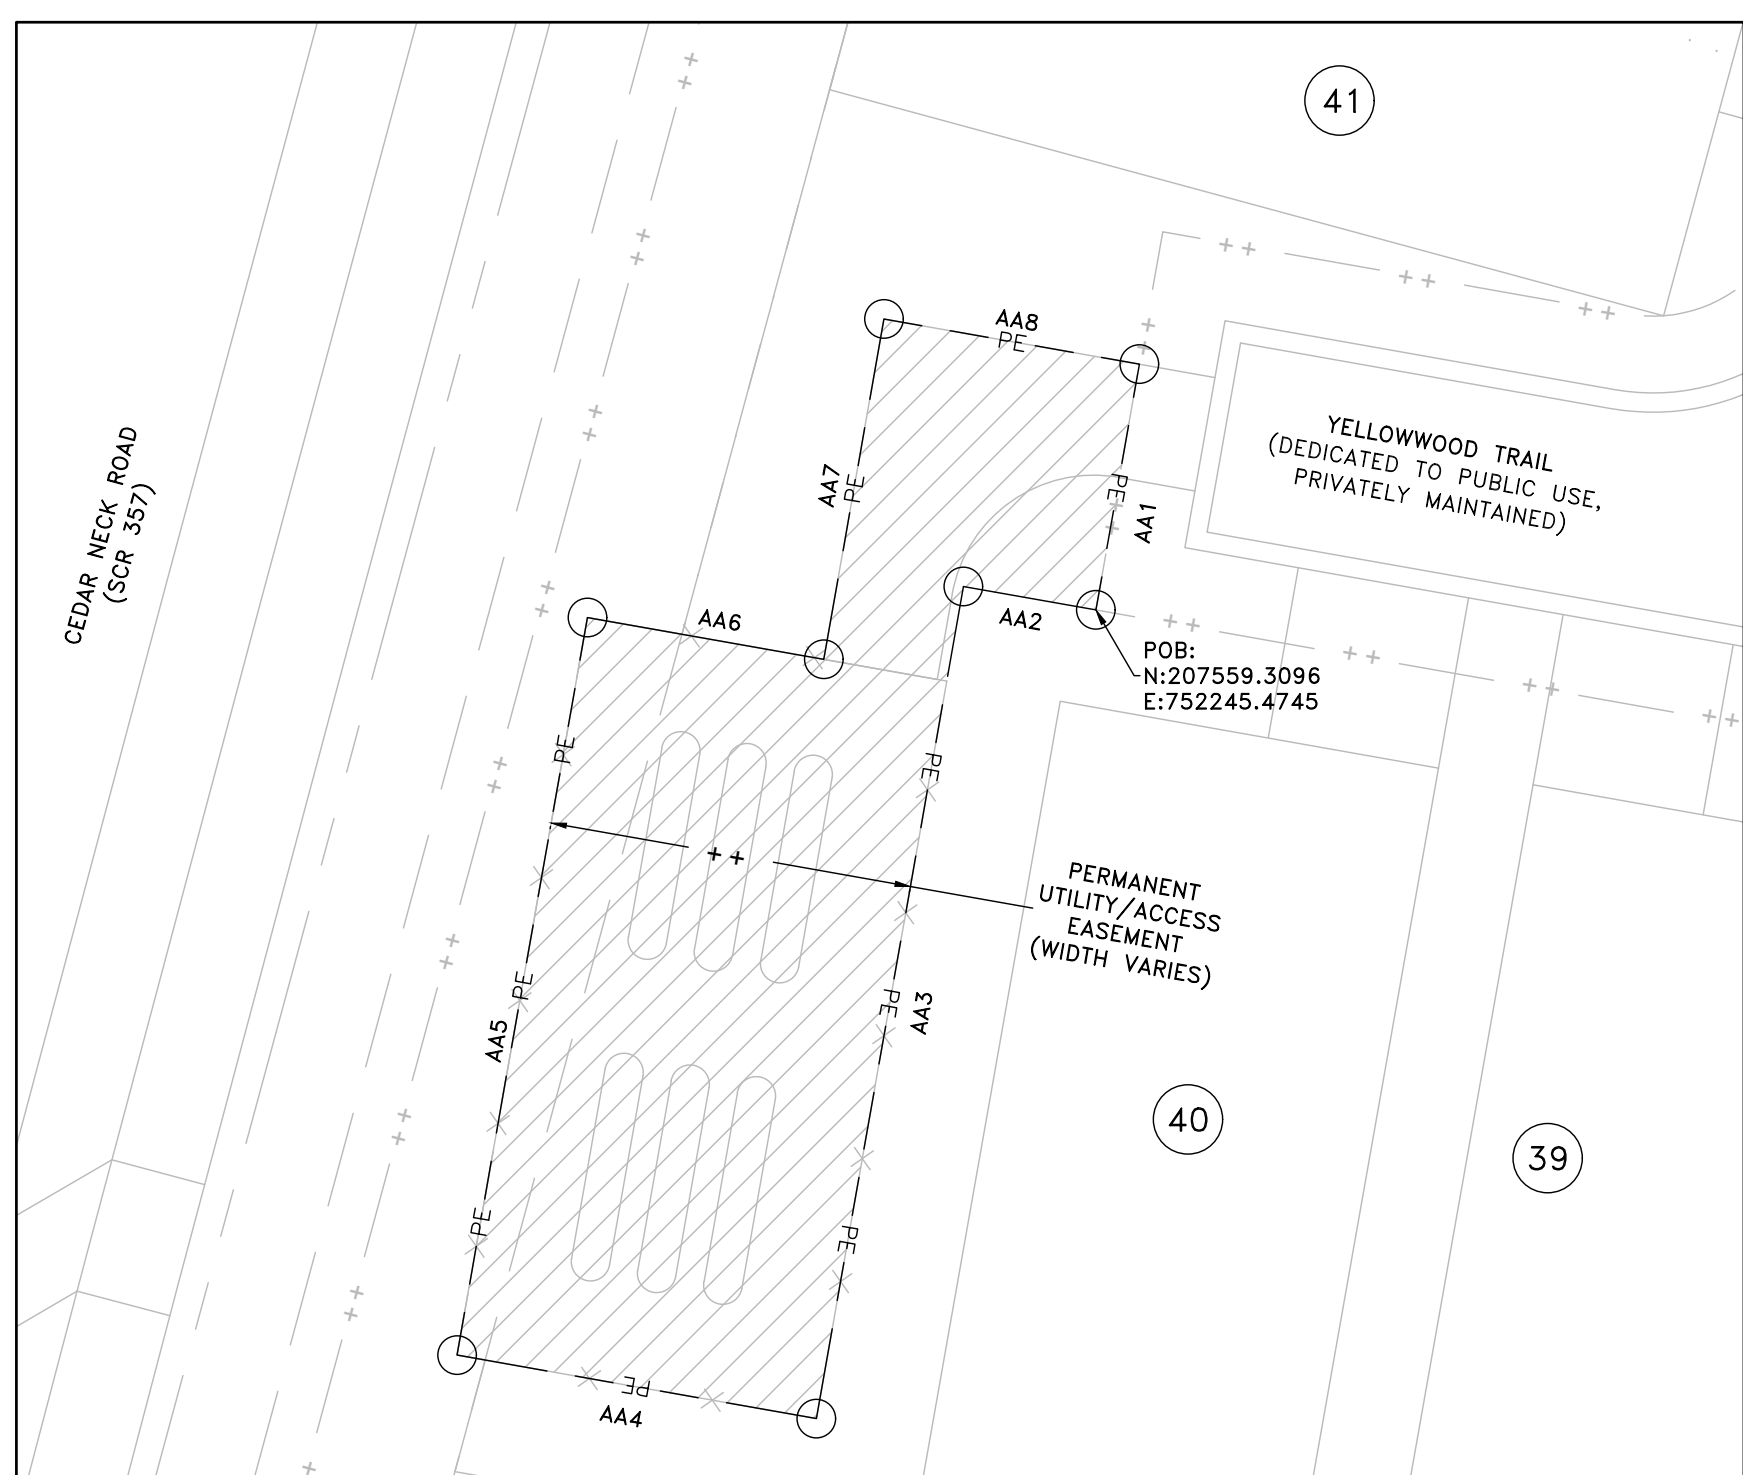 41
AA8
PE
YELLOWWOOD TRAIL
(DEDICATED TO PUBLIC USE,
PRIVATELY MAINTAINED)
CEDAR NECK ROAD
(SCR 357)
AA7
PE
PE
AA1
AA6
AA2
POB:
N:207559.3096
E:752245.4745
PE
PE
PERMANENT
UTILITY/ACCESS
EASEMENT
(WIDTH VARIES)
PE
AA5
PE
AA3
40
39
PE
PE
PE
AA4